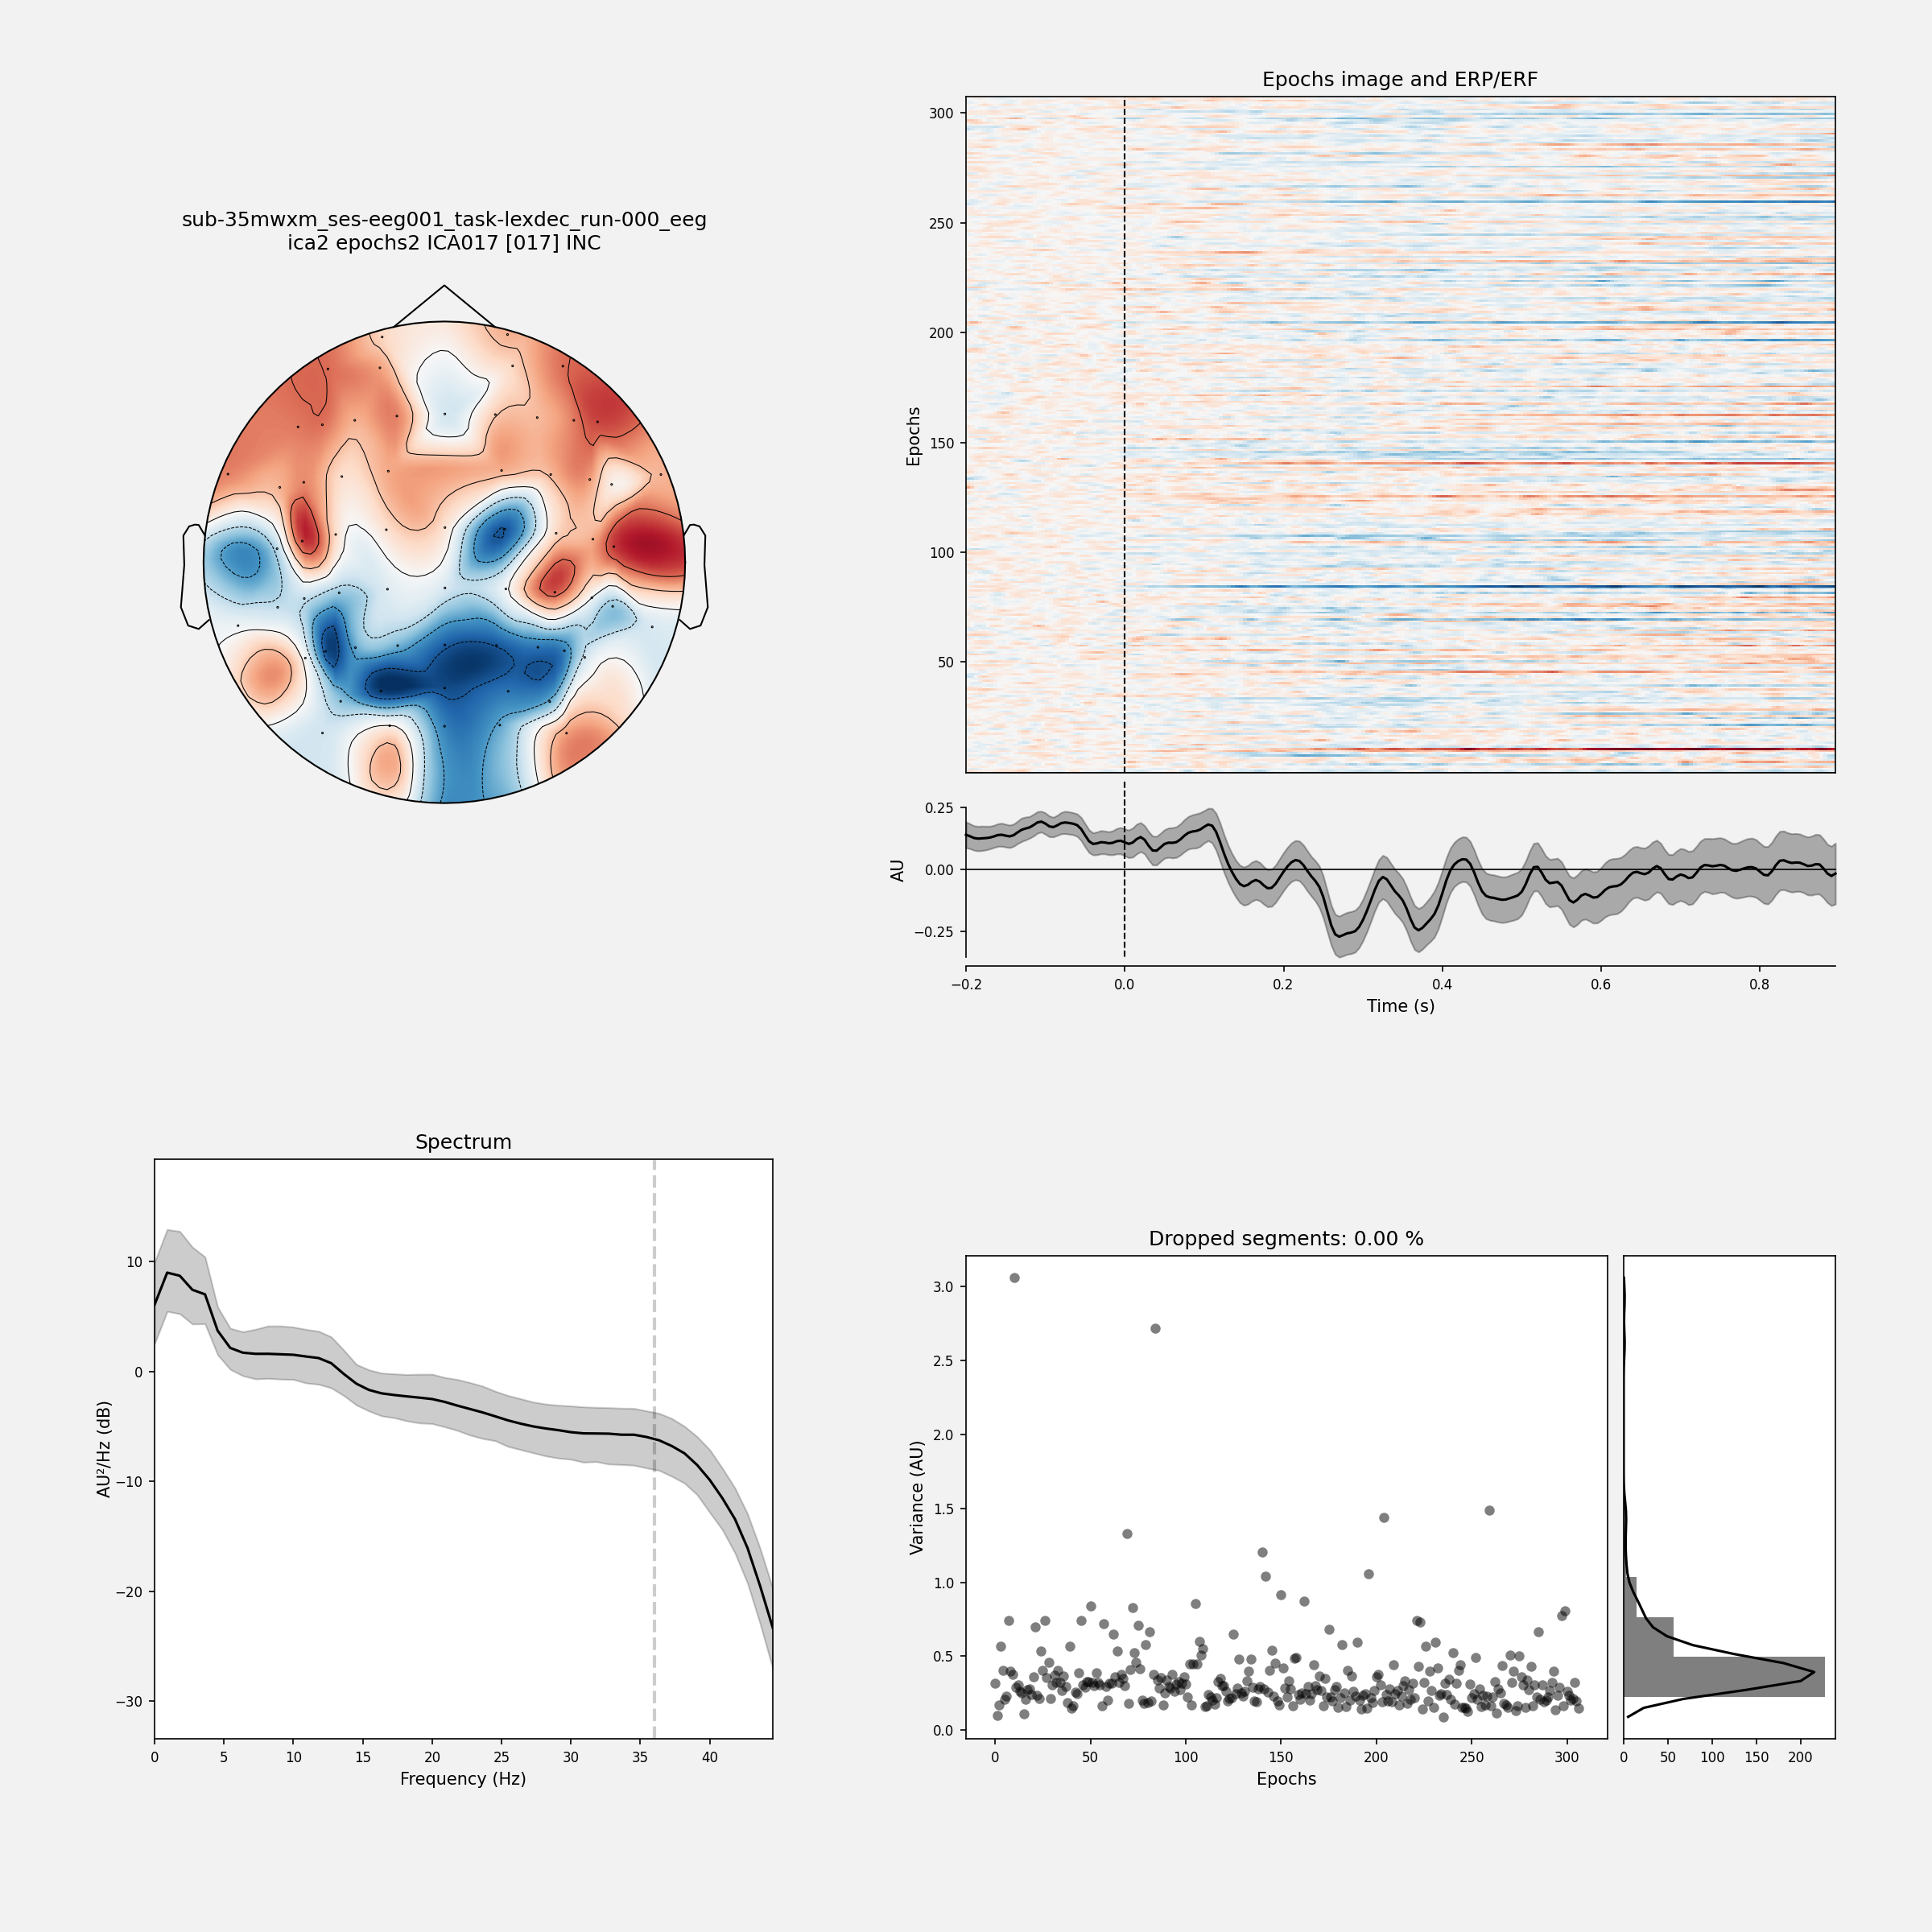 sub-35mwxm_ses-eeg001_task-lexdec_run-000_eeg
ica2 epochs2 ICA017 [017] INC
Epochs image and ERP/ERF
Epochs
300
250
200
150
100
50
AU
0.25
0.00
−0.25
−0.2 0.0 0.2 0.4 0.6 0.8
Time (s)
Spectrum
AU²/Hz (dB)
10
0
−10
−20
−30
0 5 10 15 20 25 30 35 40
Frequency (Hz)
Dropped segments: 0.00 %
Variance (AU)
3.0
2.5
2.0
1.5
1.0
0.5
0.0
0 50 100 150 200 250 300
Epochs
0 50 100 150 200